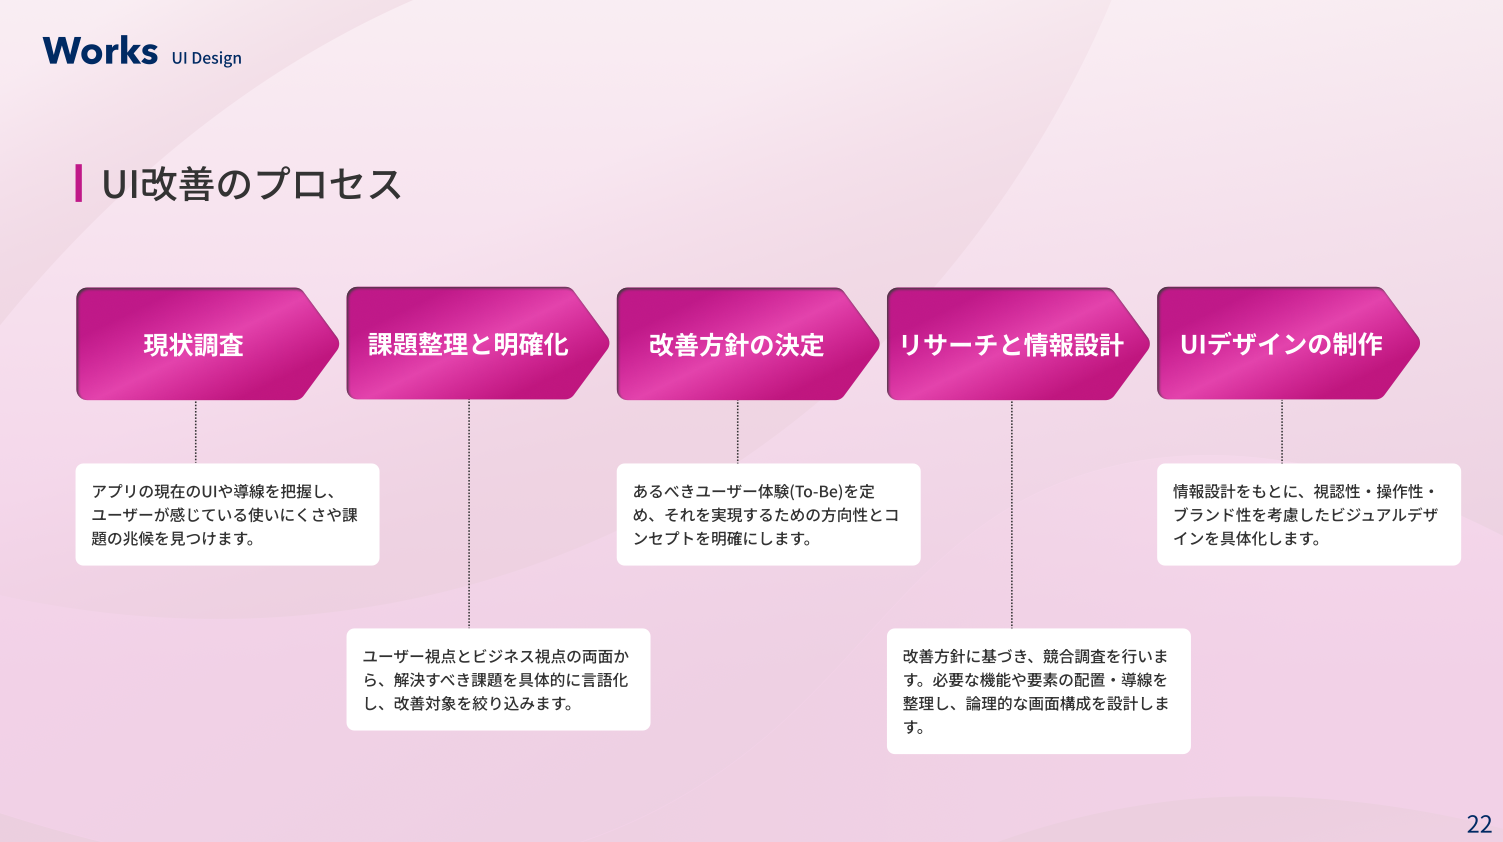 Works UI Design
UI改善のプロセス
現状調査
課題整理と明確化
改善方針の決定
リサーチと情報設計
UIデザインの制作
アプリの現在のUIや導線を把握し、
ユーザーが感じている使いにくさや課
題の兆候を見つけます。
ユーザー視点とビジネス視点の両面か
ら、解決すべき課題を具体的に言語化
し、改善対象を絞り込みます。
あるべきユーザー体験(To-Be)を定
め、それを実現するための方向性とコ
ンセプトを明確にします。
改善方針に基づき、競合調査を行いま
す。必要な機能や要素の配置・導線を
整理し、論理的な画面構成を設計しま
す。
情報設計をもとに、視認性・操作性・
ブランド性を考慮したビジュアルデザ
インを具体化します。
22